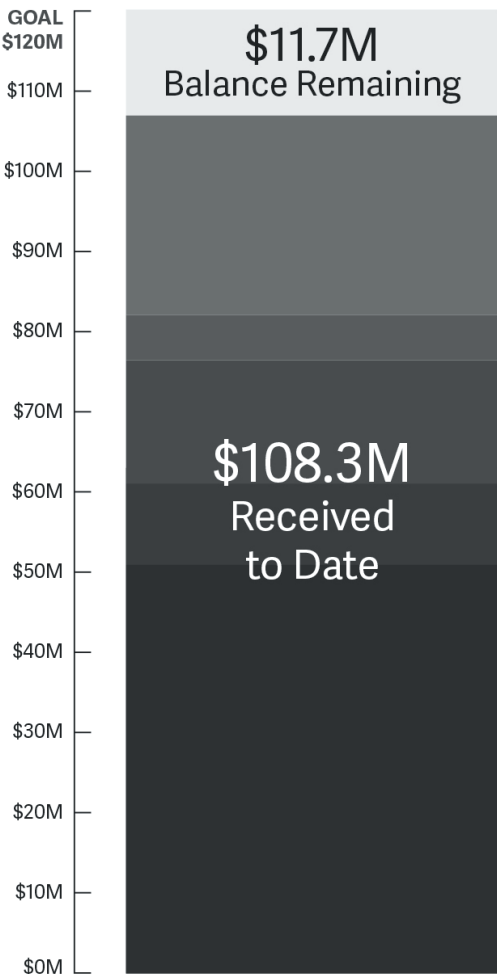 GOAL
$120M
$11.7M
Balance Remaining
$110M
$100M
$90M
$80M
$70M
$108.3M
$60M
Received
to Date
$50M
$40M
$30M
$20M
$10M
$0M